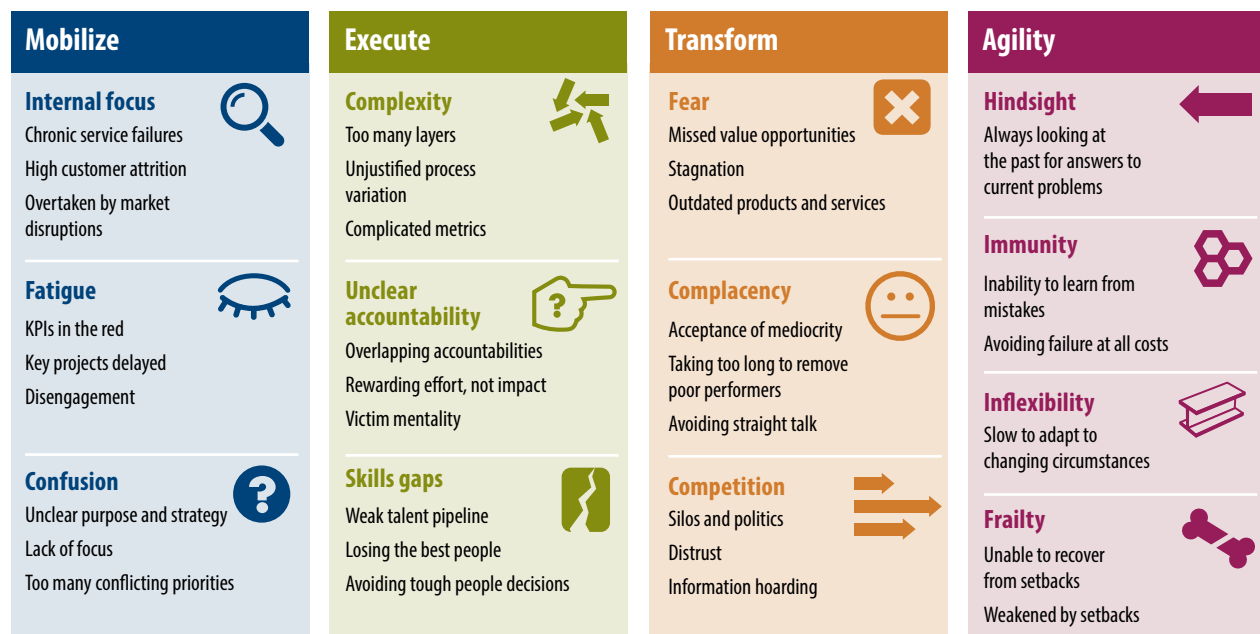 Mobilize
Internal focus
Chronic service failures
High customer attrition
Overtaken by market
disruptions
Fatigue
KPIs in the red
Key projects delayed
Disengagement
Confusion
?
Unclear purpose and strategy
Lack of focus
Too many conflicting priorities
Execute
Complexity
Too many layers
Unjustified process
variation
Complicated metrics
Unclear
accountability
?
Overlapping accountabilities
Rewarding effort, not impact
Victim mentality
Skills gaps
Weak talent pipeline
Losing the best people
Avoiding tough people decisions
Transform
Fear
Missed value opportunities
Stagnation
Outdated products and services
Complacency
Acceptance of mediocrity
Taking too long to remove
poor performers
Avoiding straight talk
Competition
Silos and politics
Distrust
Information hoarding
Agility
Hindsight
Always looking at
the past for answers to
current problems
Immunity
Inability to learn from
mistakes
Avoiding failure at all costs
Inflexibility
Slow to adapt to
changing circumstances
Frailty
Unable to recover
from setbacks
Weakened by setbacks